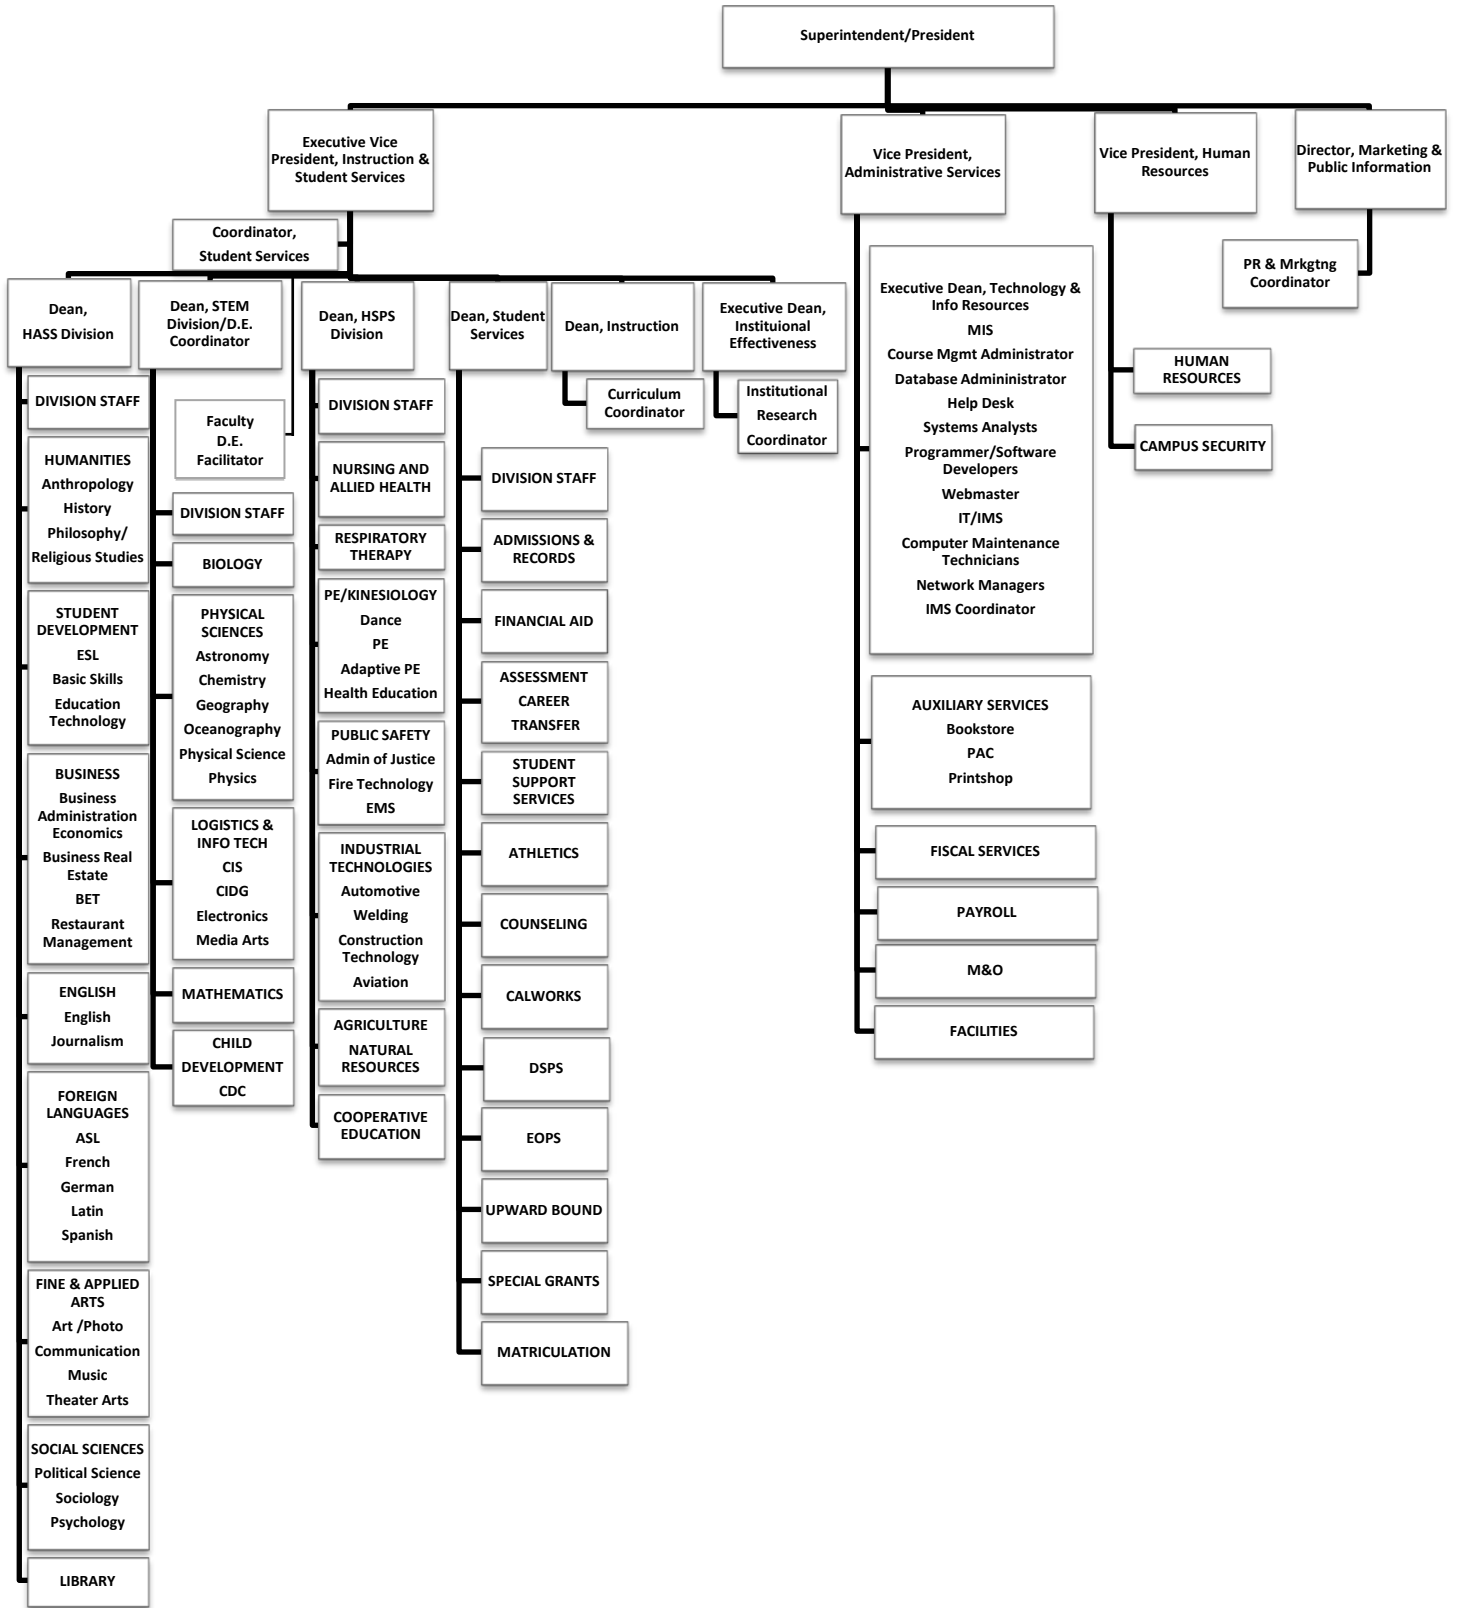 Superintendent/President
Executive Vice
President, Instruction &
Student Services
Vice President,
Administrative Services
Vice President, Human
Resources
Director, Marketing &
Public Information
Coordinator,
Student Services
PR & Mrkgtng
Coordinator
Dean,
HASS Division
Dean, STEM
Division/D.E.
Coordinator
Dean, HSPS
Division
Dean, Student
Services
Dean, Instruction
Executive Dean,
Instituional
Effectiveness
DIVISION STAFF
HUMANITIES
Anthropology
History
Philosophy/
Religious Studies
STUDENT
DEVELOPMENT
ESL
Basic Skills
Education
Technology
BUSINESS
Business
Administration
Economics
Business Real
Estate
BET
Restaurant
Management
ENGLISH
English
Journalism
FOREIGN
LANGUAGES
ASL
French
German
Latin
Spanish
FINE & APPLIED
ARTS
Art /Photo
Communication
Music
Theater Arts
SOCIAL SCIENCES
Political Science
Sociology
Psychology
LIBRARY
Faculty
D.E.
Facilitator
DIVISION STAFF
BIOLOGY
PHYSICAL
SCIENCES
Astronomy
Chemistry
Geography
Oceanography
Physical Science
Physics
LOGISTICS &
INFO TECH
CIS
CIDG
Electronics
Media Arts
MATHEMATICS
CHILD
DEVELOPMENT
CDC
DIVISION STAFF
NURSING AND
ALLIED HEALTH
RESPIRATORY
THERAPY
PE/KINESIOLOGY
Dance
PE
Adaptive PE
Health Education
PUBLIC SAFETY
Admin of Justice
Fire Technology
EMS
INDUSTRIAL
TECHNOLOGIES
Automotive
Welding
Construction
Technology
Aviation
AGRICULTURE
NATURAL
RESOURCES
COOPERATIVE
EDUCATION
DIVISION STAFF
ADMISSIONS &
RECORDS
FINANCIAL AID
ASSESSMENT
CAREER
TRANSFER
STUDENT
SUPPORT
SERVICES
ATHLETICS
COUNSELING
CALWORKS
DSPS
EOPS
UPWARD BOUND
SPECIAL GRANTS
MATRICULATION
Curriculum
Coordinator
Institutional
Research
Coordinator
Executive Dean, Technology &
Info Resources
MIS
Course Mgmt Administrator
Database Admininistrator
Help Desk
Systems Analysts
Programmer/Software
Developers
Webmaster
IT/IMS
Computer Maintenance
Technicians
Network Managers
IMS Coordinator
AUXILIARY SERVICES
Bookstore
PAC
Printshop
FISCAL SERVICES
PAYROLL
M&O
FACILITIES
HUMAN
RESOURCES
CAMPUS SECURITY